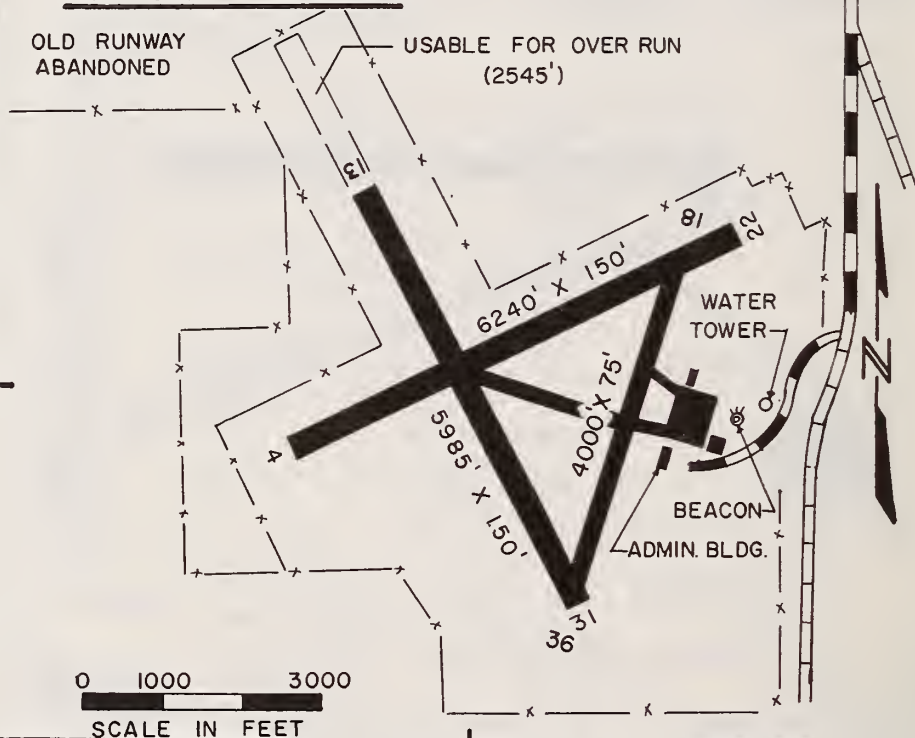 OLD RUNWAY
ABANDONED
USABLE FOR OVER RUN
(2545')
13
18
22
6240' X 150'
WATER
TOWER
N
4000' X 75'
4
5985' X 150'
BEACON
ADMIN. BLDG.
31
36
0 1000 3000
SCALE IN FEET